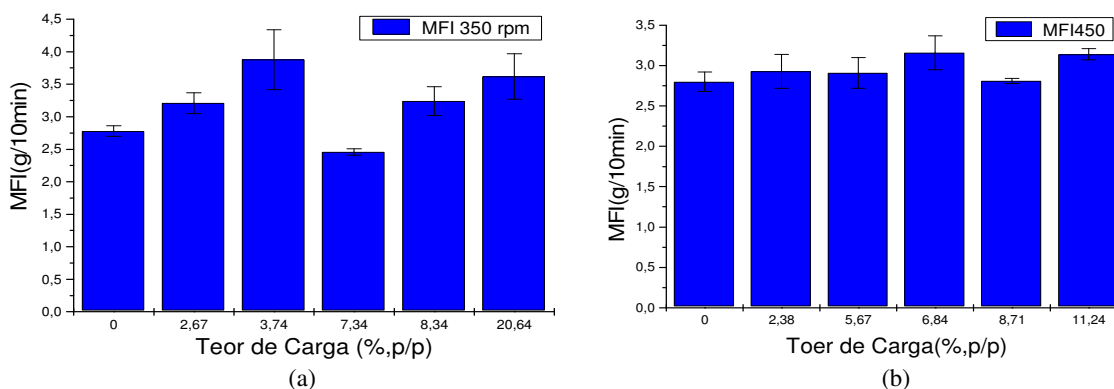 MFI 350 rpm
4,5
4,0
3,5
3,0
2,5
2,0
1,5
1,0
0,5
0,0
MFI(g/10min)
0 2,67 3,74 7,34 8,34 20,64
Teor de Carga (%,p/p)
(a)
MFI450
3,5
3,0
2,5
2,0
1,5
1,0
0,5
0,0
MFI(g/10min)
0 2,38 5,67 6,84 8,71 11,24
Toer de Carga(%,p/p)
(b)